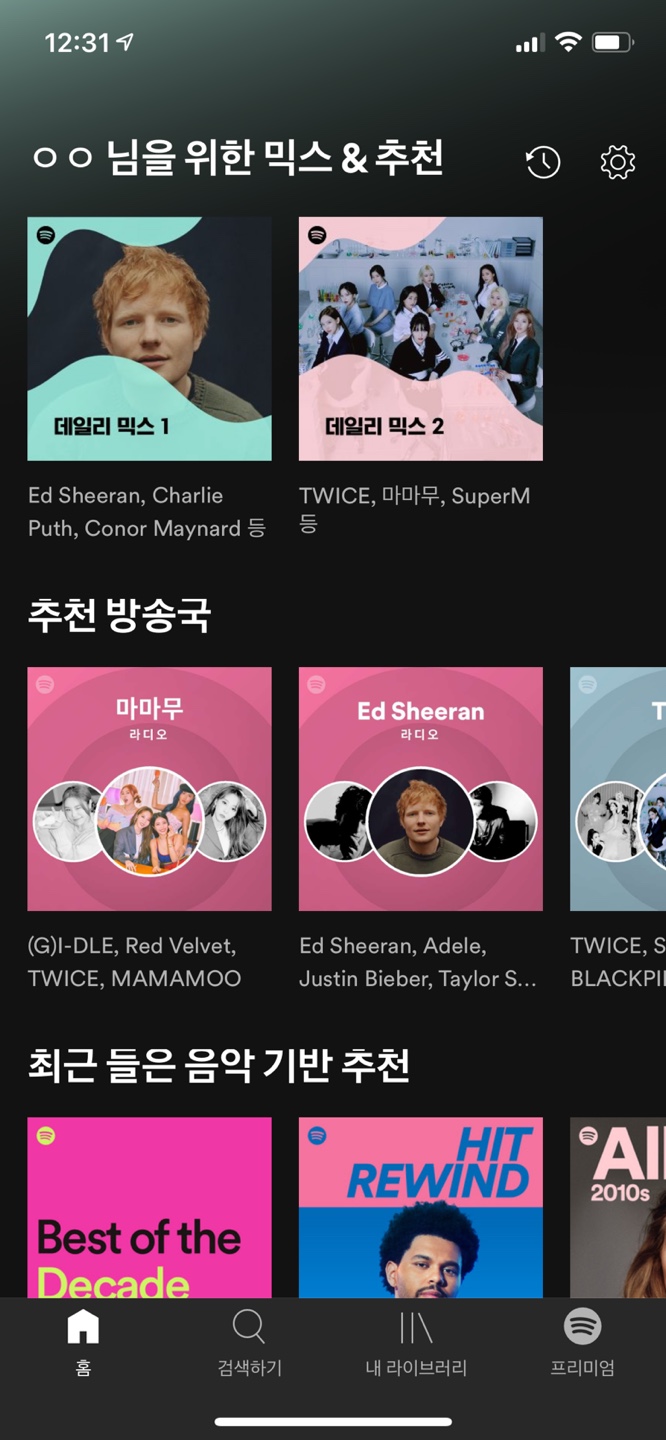 12:31
ㅇㅇ 님을 위한 믹스 & 추천
데일리 믹스 1
데일리 믹스 2
Ed Sheeran, Charlie
Puth, Conor Maynard 등
TWICE, 마마무, SuperM
등
추천 방송국
마마무
라디오
Ed Sheeran
라디오
T
(G)I-DLE, Red Velvet,
TWICE, MAMAMOO
Ed Sheeran, Adele,
Justin Bieber, Taylor S...
TWICE, S
BLACKPI
최근 들은 음악 기반 추천
Best of the
Decade
HIT
REWIND
All
2010s
홈
검색하기
내 라이브러리
프리미엄